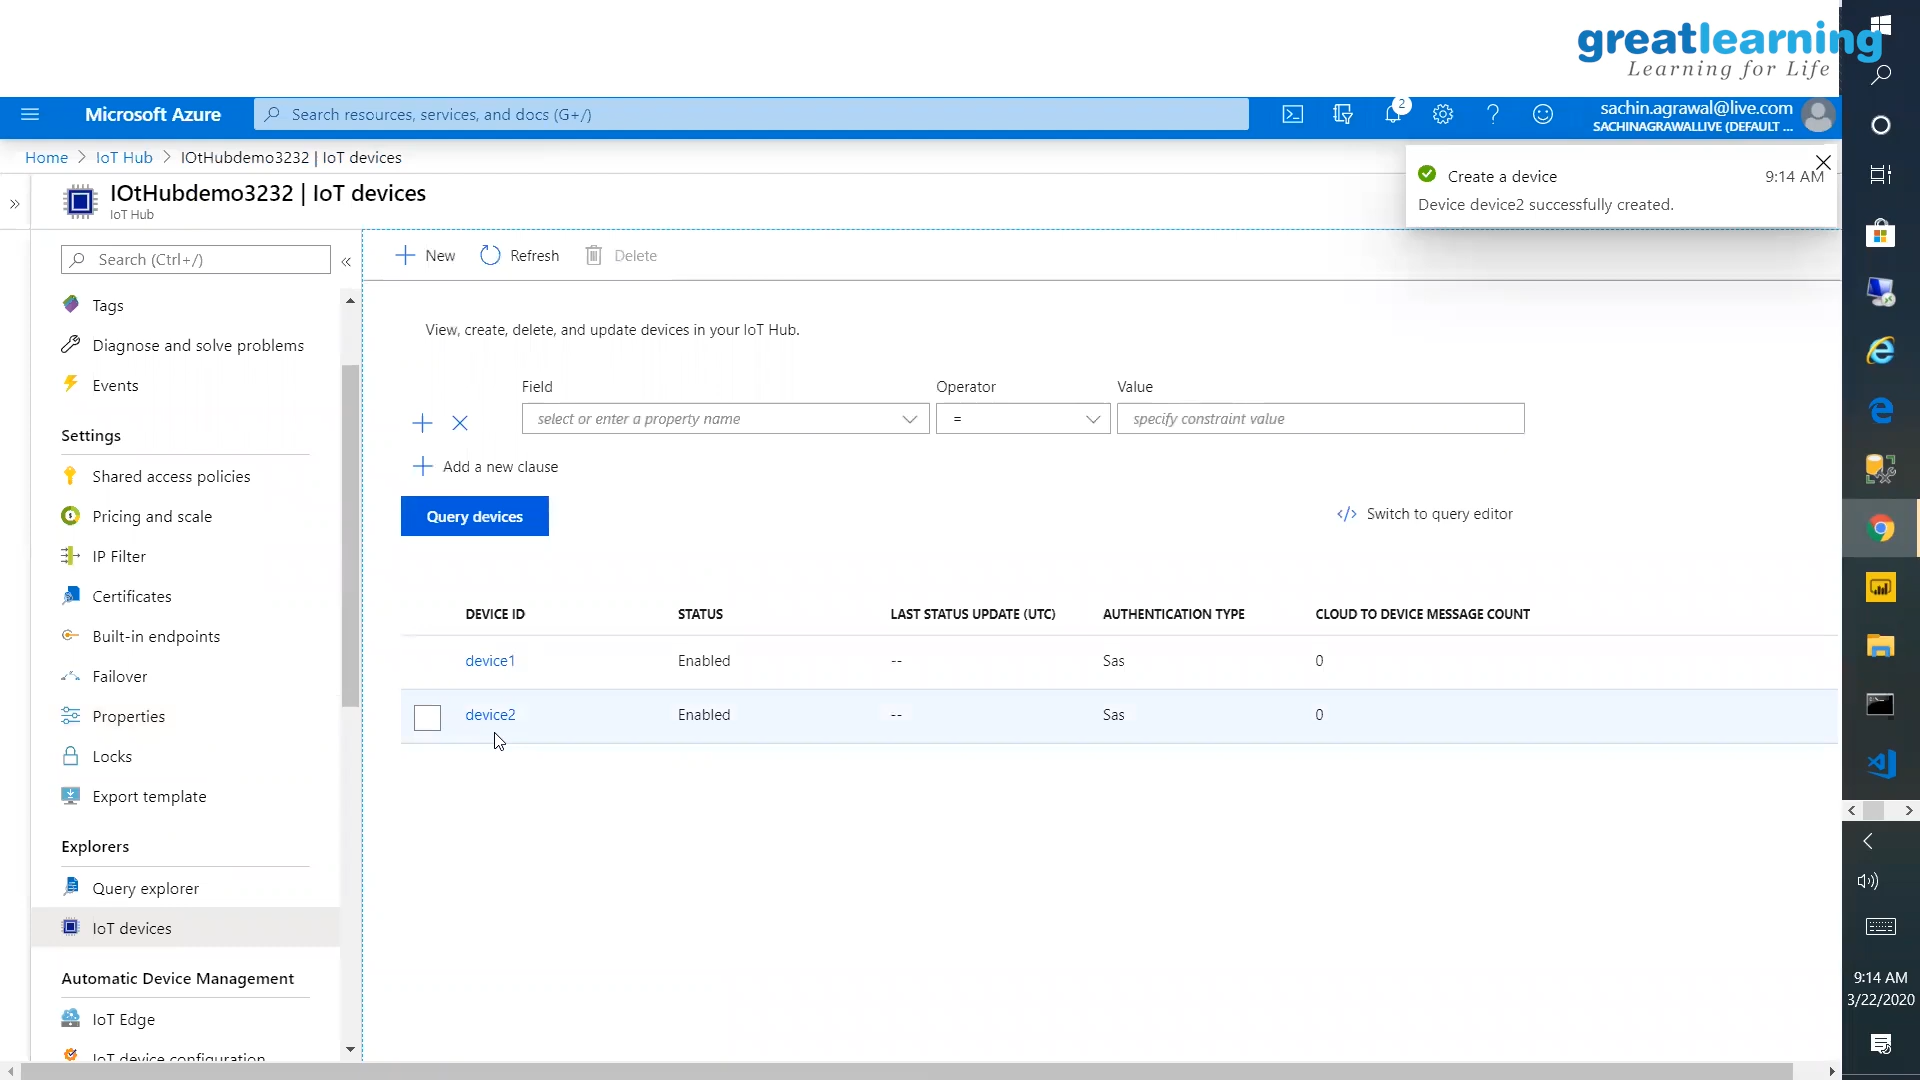 greatlearning
Learning for Life
Microsoft Azure
Search resources, services, and docs (G+/)
2
sachin.agrawal@live.com
SACHINAGRAWALLIVE (DEFAULT ...
Home > IoT Hub > IOtHubdemo3232 | IoT devices
IOtHubdemo3232 | IoT devices
IoT Hub
Create a device
9:14 AM
Device device2 successfully created.
Search (Ctrl+/)
Tags
Diagnose and solve problems
Events
Settings
Shared access policies
Pricing and scale
IP Filter
Certificates
Built-in endpoints
Failover
Properties
Locks
Export template
Explorers
Query explorer
IoT devices
Automatic Device Management
IoT Edge
IoT device configuration
New
Refresh
Delete
View, create, delete, and update devices in your IoT Hub.
Field
Operator
Value
select or enter a property name
=
specify constraint value
Add a new clause
Query devices
</> Switch to query editor
DEVICE ID STATUS LAST STATUS UPDATE (UTC) AUTHENTICATION TYPE CLOUD TO DEVICE MESSAGE COUNT
device1 Enabled -- Sas 0
device2 Enabled -- Sas 0
9:14 AM
3/22/2020